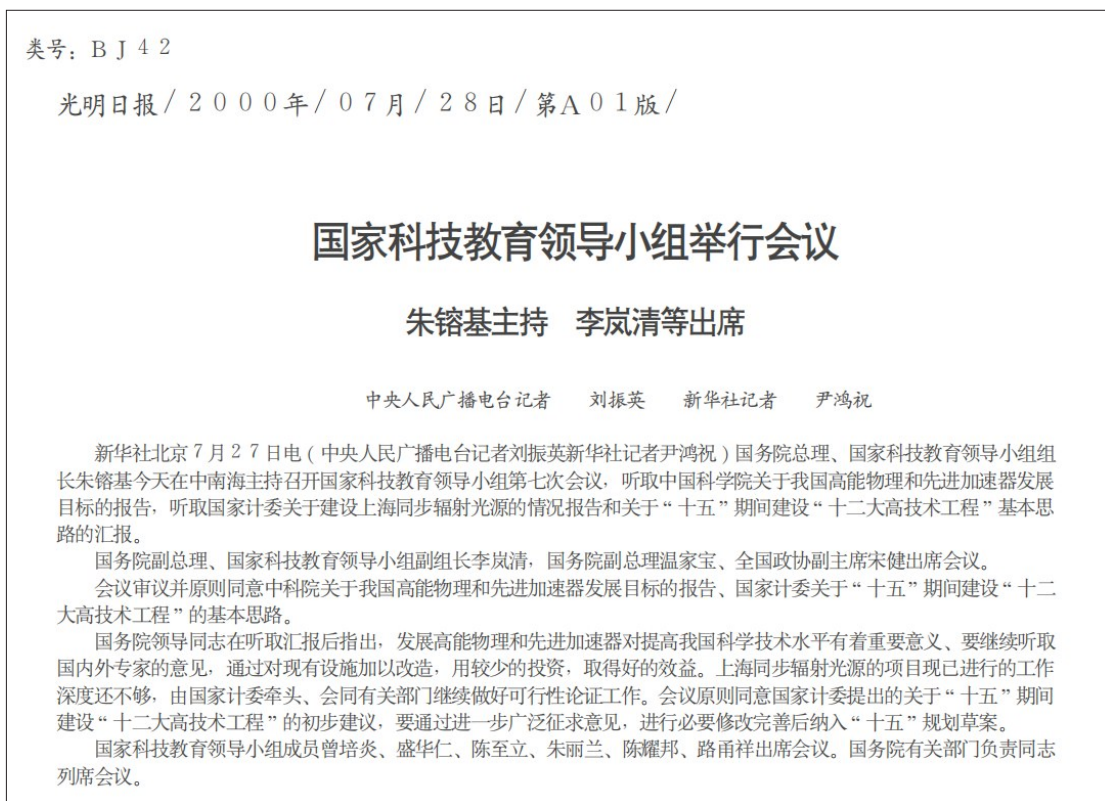 类号：BJ42
光明日报/2000年/07月/28日/第A01版/
国家科技教育领导小组举行会议
朱镕基主持　李岚清等出席
中央人民广播电台记者　刘振英　新华社记者　尹鸿祝
新华社北京7月27日电（中央人民广播电台记者刘振英新华社记者尹鸿祝）国务院总理、国家科技教育领导小组组
长朱镕基今天在中南海主持召开国家科技教育领导小组第七次会议，听取中国科学院关于我国高能物理和先进加速器发展
目标的报告，听取国家计委关于建设上海同步辐射光源的情况报告和关于“十五”期间建设“十二大高技术工程”基本思
路的汇报。
国务院副总理、国家科技教育领导小组副组长李岚清，国务院副总理温家宝、全国政协副主席宋健出席会议。
会议审议并原则同意中科院关于我国高能物理和先进加速器发展目标的报告、国家计委关于“十五”期间建设“十二
大高技术工程”的基本思路。
国务院领导同志在听取汇报后指出，发展高能物理和先进加速器对提高我国科学技术水平有着重要意义、要继续听取
国内外专家的意见，通过对现有设施加以改造，用较少的投资，取得好的效益。上海同步辐射光源的项目现已进行的工作
深度还不够，由国家计委牵头、会同有关部门继续做好可行性论证工作。会议原则同意国家计委提出的关于“十五”期间
建设“十二大高技术工程”的初步建议，要通过进一步广泛征求意见，进行必要修改完善后纳入“十五”规划草案。
国家科技教育领导小组成员曾培炎、盛华仁、陈至立、朱丽兰、陈耀邦、路甬祥出席会议。国务院有关部门负责同志
列席会议。